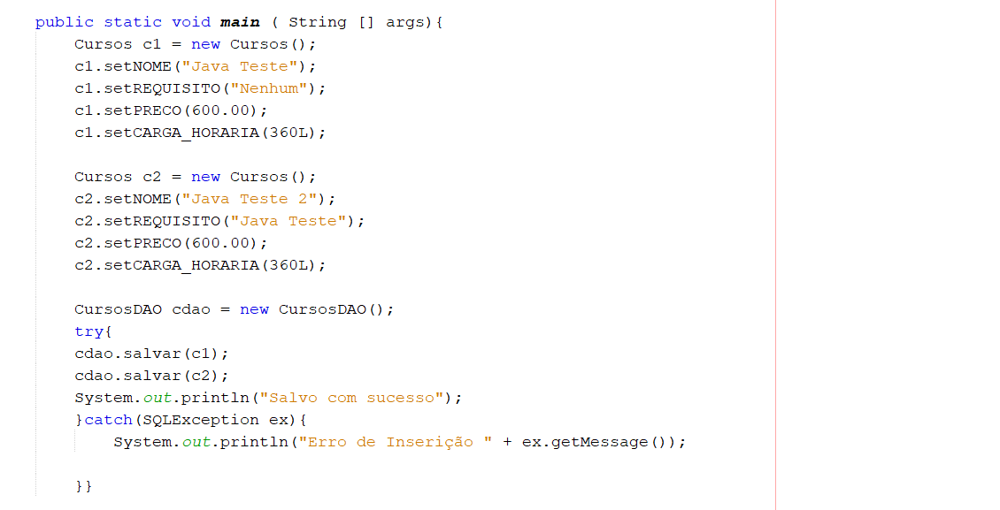 public static void main ( String [] args){
Cursos c1 = new Cursos();
c1.setNOME("Java Teste");
c1.setREQUISITO("Nenhum");
c1.setPRECO(600.00);
c1.setCARGA_HORARIA(360L);
Cursos c2 = new Cursos();
c2.setNOME("Java Teste 2");
c2.setREQUISITO("Java Teste");
c2.setPRECO(600.00);
c2.setCARGA_HORARIA(360L);
CursosDAO cdao = new CursosDAO();
try{
cdao.salvar(c1);
cdao.salvar(c2);
System.out.println("Salvo com sucesso");
}catch(SQLException ex){
System.out.println("Erro de Inserição " + ex.getMessage());
}}